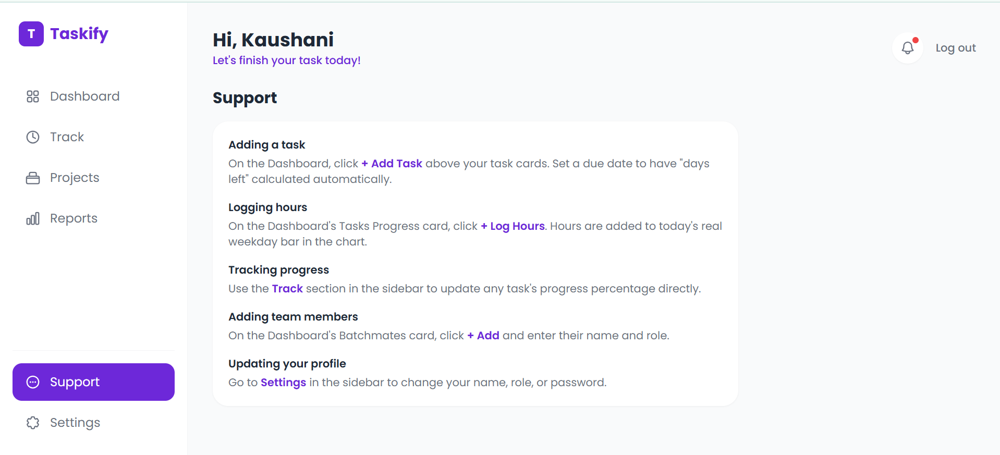 T Taskify
Dashboard
Track
Projects
Reports
Support
Settings
Hi, Kaushani
Let's finish your task today!
Log out
Support
Adding a task
On the Dashboard, click + Add Task above your task cards. Set a due date to have "days
left" calculated automatically.
Logging hours
On the Dashboard's Tasks Progress card, click + Log Hours. Hours are added to today's real
weekday bar in the chart.
Tracking progress
Use the Track section in the sidebar to update any task's progress percentage directly.
Adding team members
On the Dashboard's Batchmates card, click + Add and enter their name and role.
Updating your profile
Go to Settings in the sidebar to change your name, role, or password.